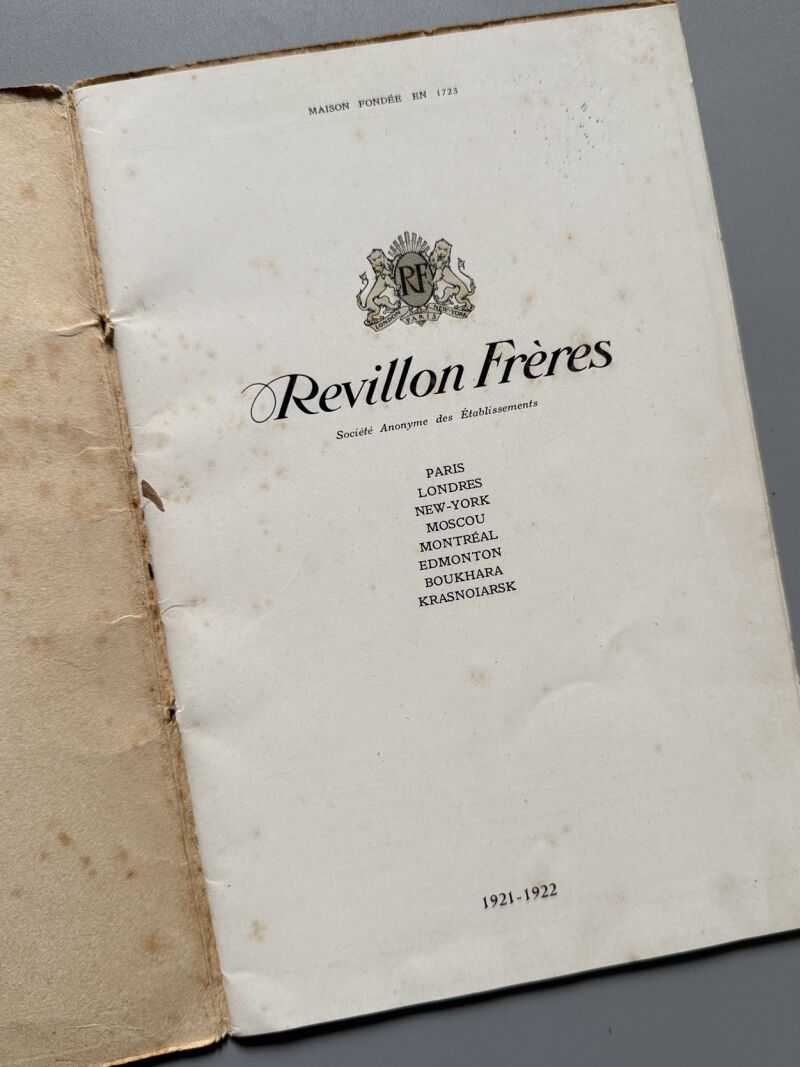 MAISON FONDÉE EN 1723
RF
LONDON PARIS NEW-YORK
Revillon Frères
Société Anonyme des Établissements
PARIS
LONDRES
NEW-YORK
MOSCOU
MONTRÉAL
EDMONTON
BOUKHARA
KRASNOIARSK
1921-1922